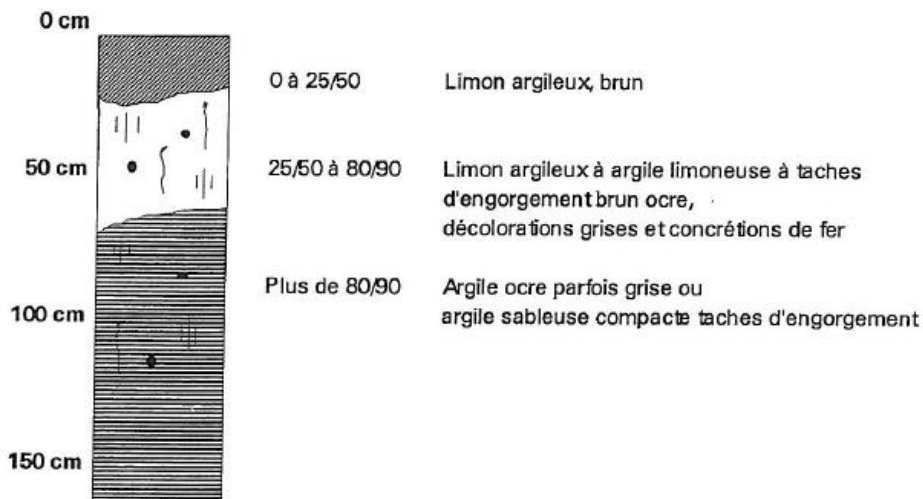 0 cm
0 à 25/50 Limon argileux, brun
50 cm
25/50 à 80/90 Limon argileux à argile limoneuse à taches
d'engorgement brun ocre,
décolorations grises et concrétions de fer
Plus de 80/90 Argile ocre parfois grise ou
100 cm
argile sableuse compacte taches d'engorgement
150 cm